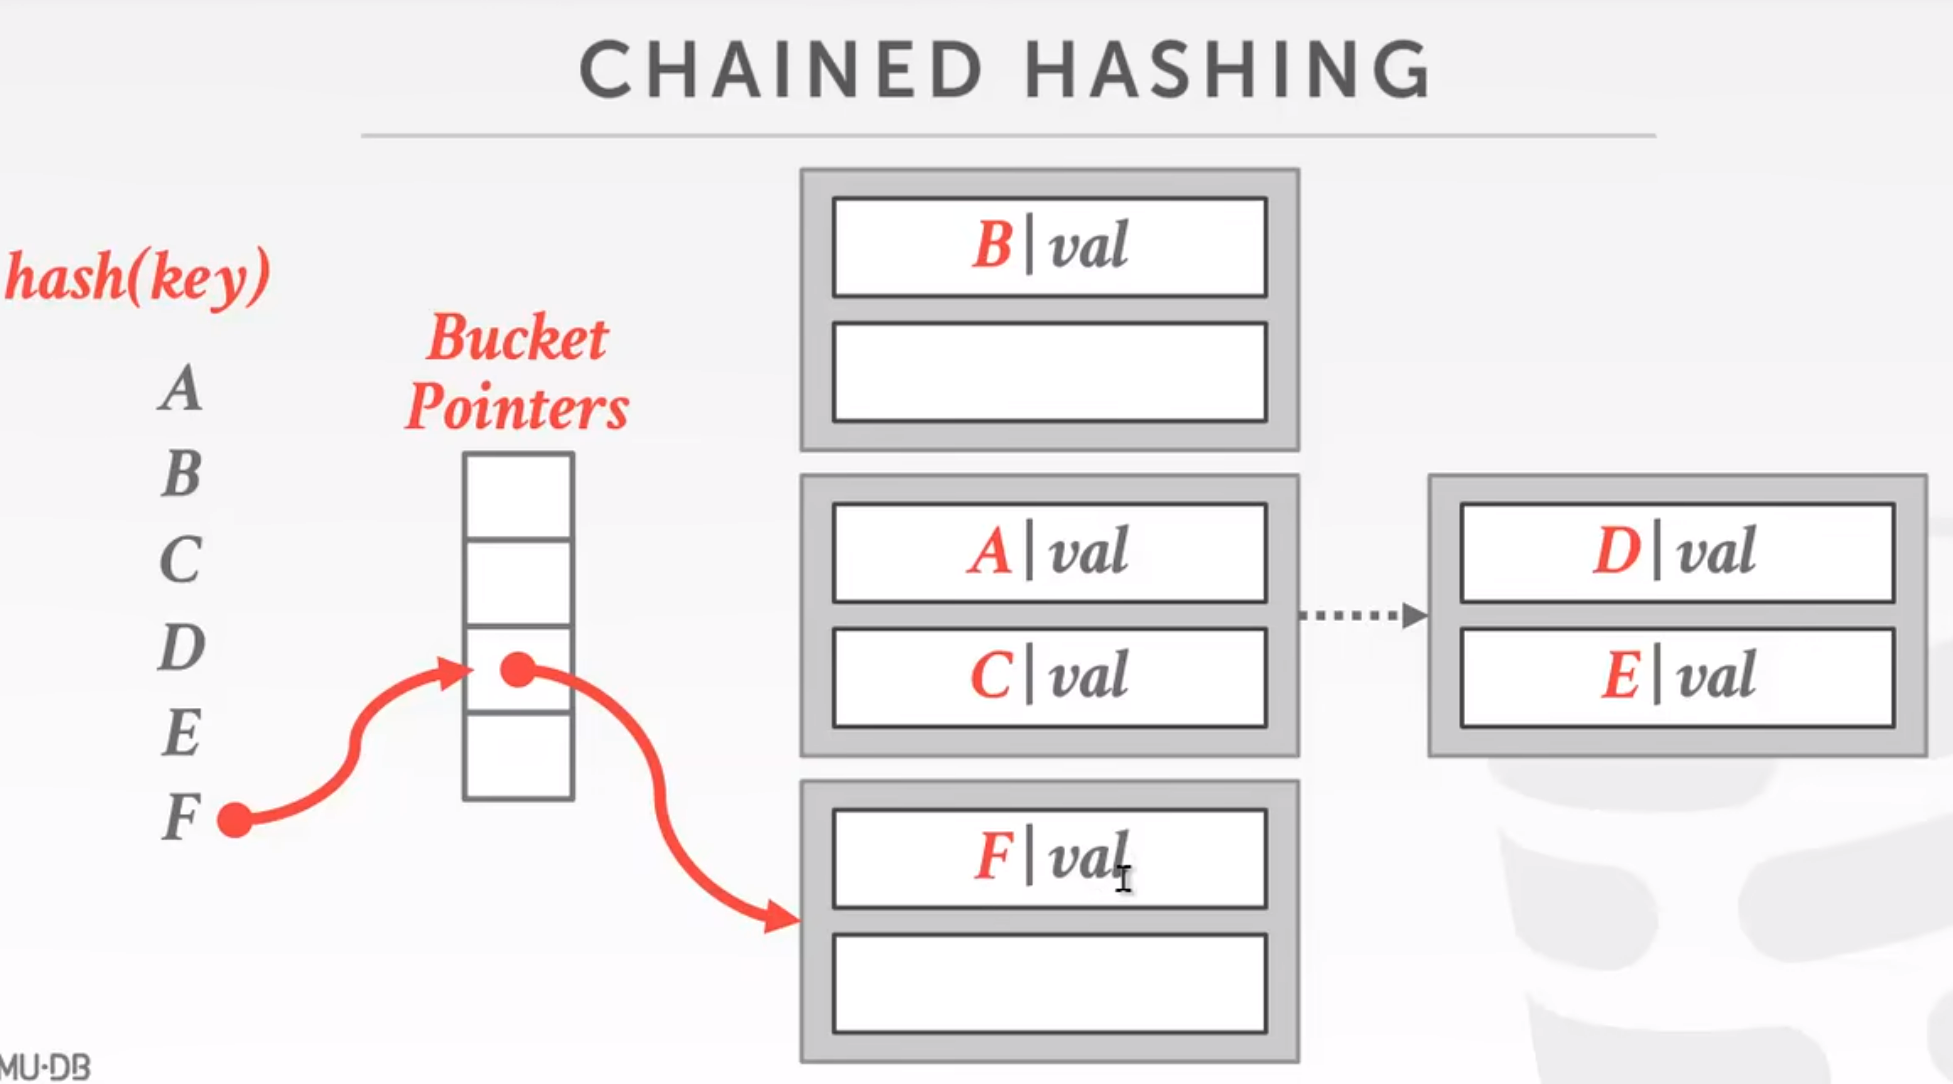 CHAINED HASHING
hash(key)
A
B
C
D
E
F
Bucket
Pointers
B|val
A|val
C|val
F|val
D|val
E|val
MU·DB